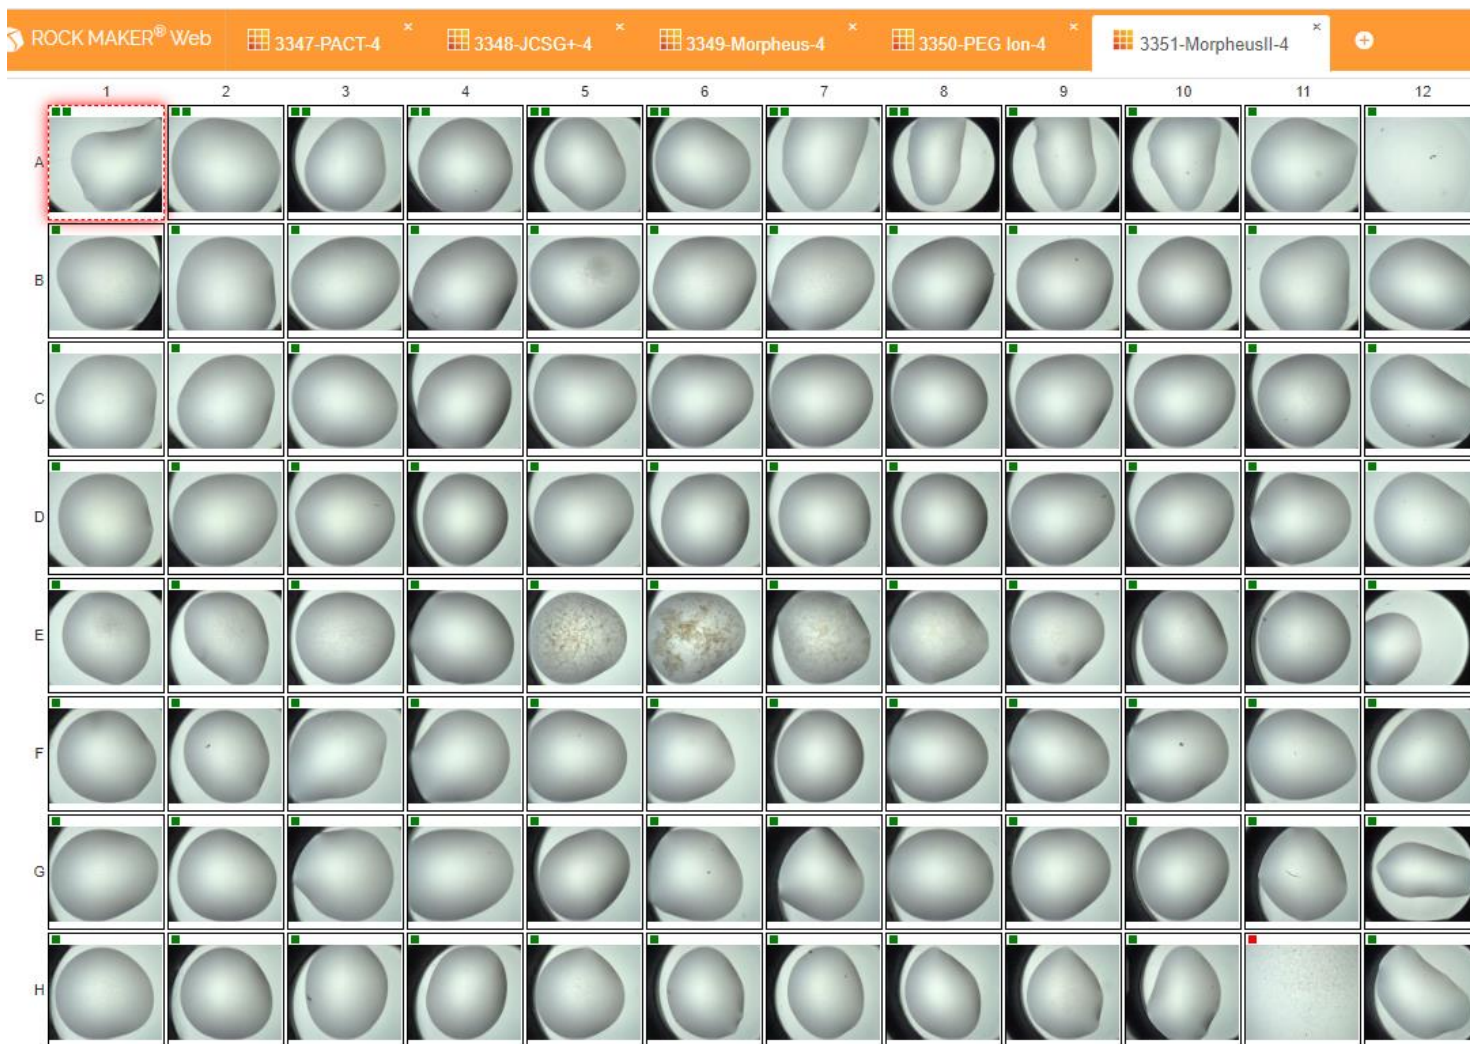 ROCK MAKER® Web 3347-PACT-4 × 3348-JCSG+-4 × 3349-Morpheus-4 × 3350-PEG Ion-4 × 3351-MorpheusII-4 ×
1 2 3 4 5 6 7 8 9 10 11 12
A
B
C
D
E
F
G
H